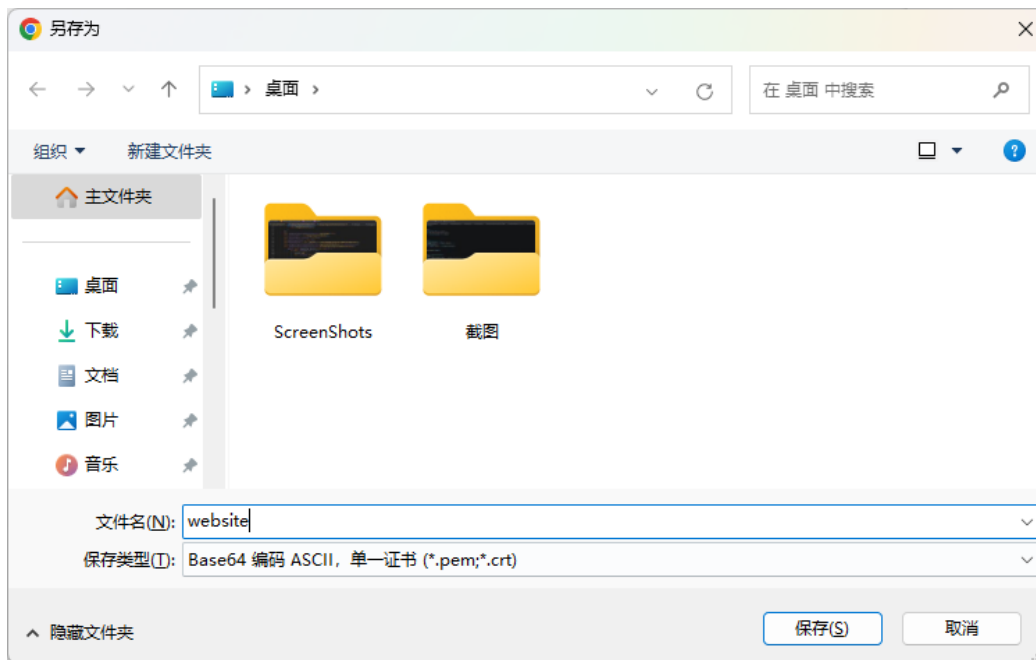 另存为
桌面
在 桌面 中搜索
组织 新建文件夹
主文件夹
桌面
下载
文档
图片
音乐
ScreenShots 截图
文件名(N): website
保存类型(T): Base64 编码 ASCII，单一证书 (*.pem;*.crt)
隐藏文件夹 保存(S) 取消